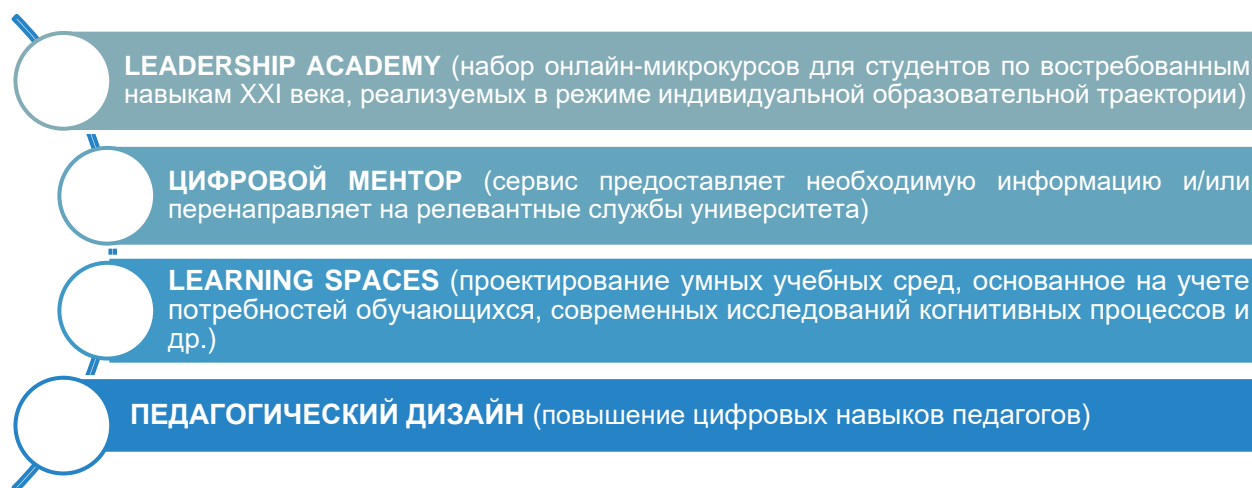 LEADERSHIP ACADEMY (набор онлайн-микрокурсов для студентов по востребованным
навыкам XXI века, реализуемых в режиме индивидуальной образовательной траектории)
ЦИФРОВОЙ МЕНТОР (сервис предоставляет необходимую информацию и/или
перенаправляет на релевантные службы университета)
LEARNING SPACES (проектирование умных учебных сред, основанное на учете
потребностей обучающихся, современных исследований когнитивных процессов и
др.)
ПЕДАГОГИЧЕСКИЙ ДИЗАЙН (повышение цифровых навыков педагогов)